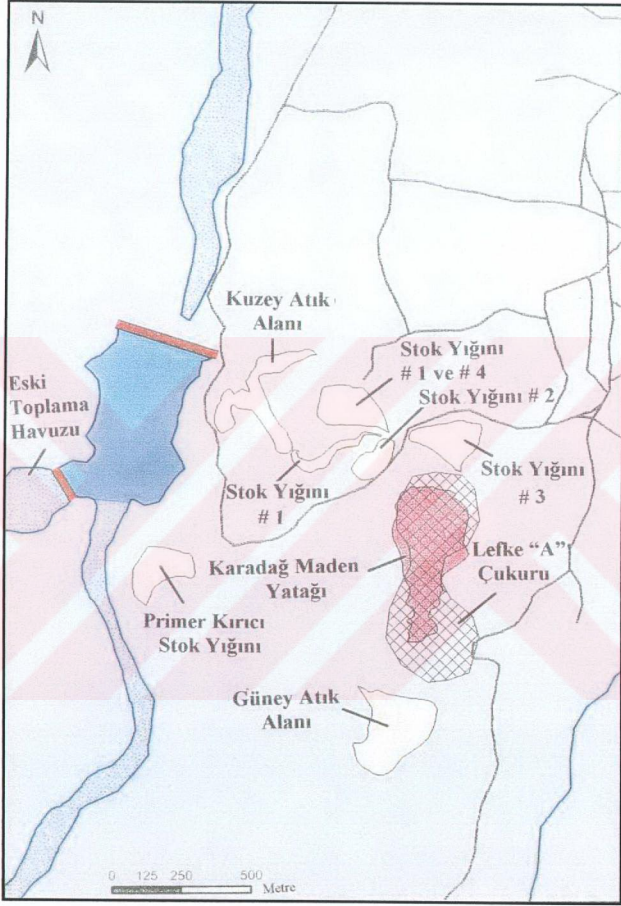 N
Kuzey Atık
Alanı
Stok Yığını
# 1 ve # 4
Stok Yığını # 2
Eski
Toplama
Havuzu
Stok Yığını
# 1
Stok Yığını
# 3
Karadağ Maden
Yatağı
Lefke "A"
Çukuru
Primer Kırıcı
Stok Yığını
Güney Atık
Alanı
0 125 250 500
Metre